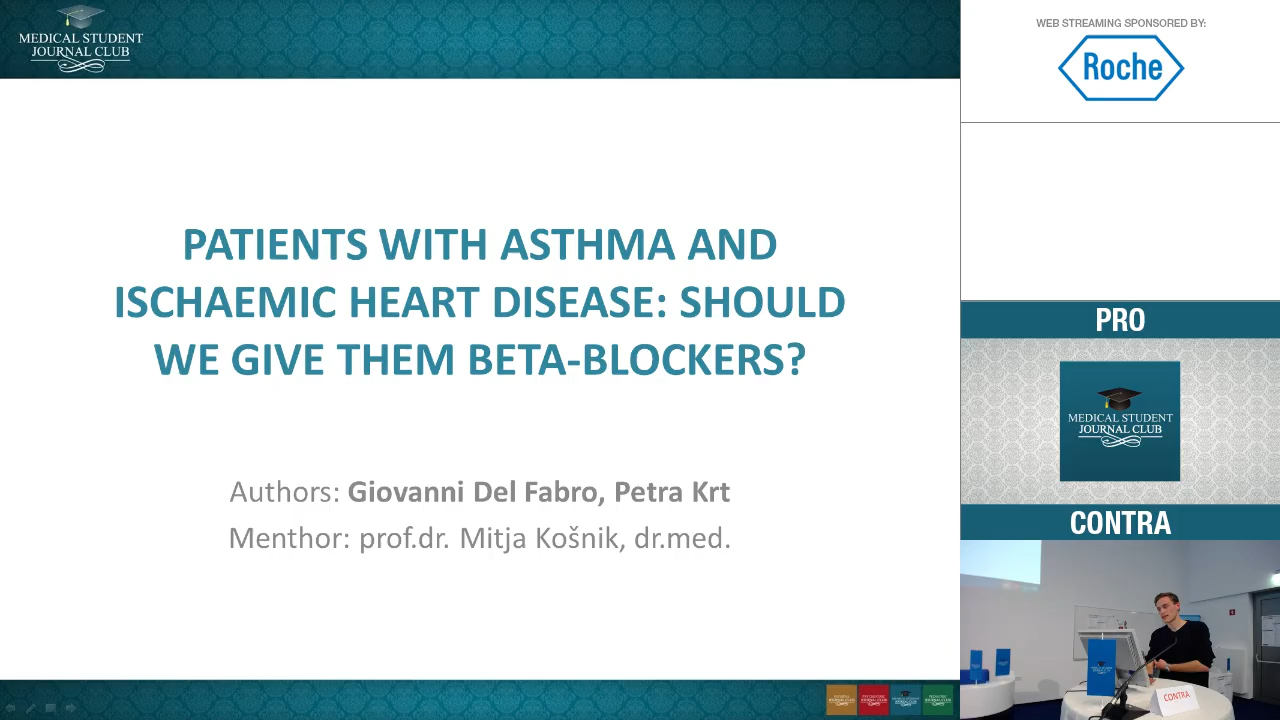 MEDICAL STUDENT
JOURNAL CLUB
WEB STREAMING SPONSORED BY:
Roche
PATIENTS WITH ASTHMA AND
ISCHAEMIC HEART DISEASE: SHOULD
WE GIVE THEM BETA-BLOCKERS?
Authors: Giovanni Del Fabro, Petra Krt
Menthor: prof.dr. Mitja Košnik, dr.med.
PRO
MEDICAL STUDENT
JOURNAL CLUB
CONTRA
CONTRA